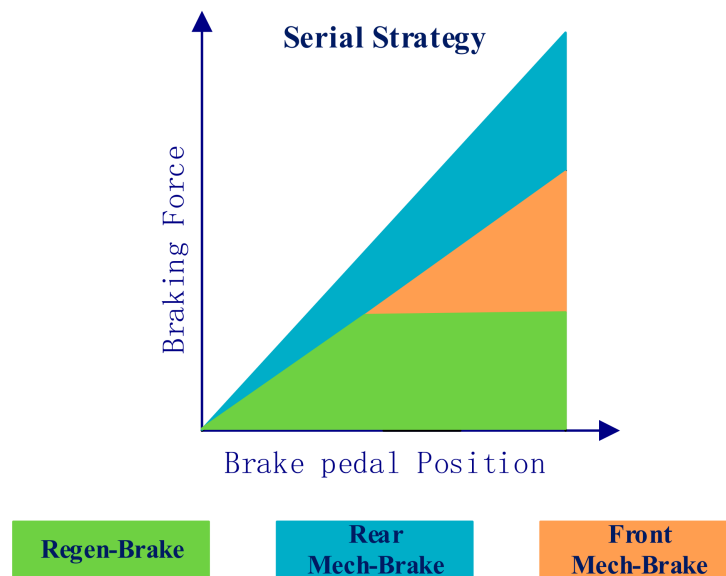 Serial Strategy
Braking Force
Brake pedal Position
Regen-Brake
Rear
Mech-Brake
Front
Mech-Brake